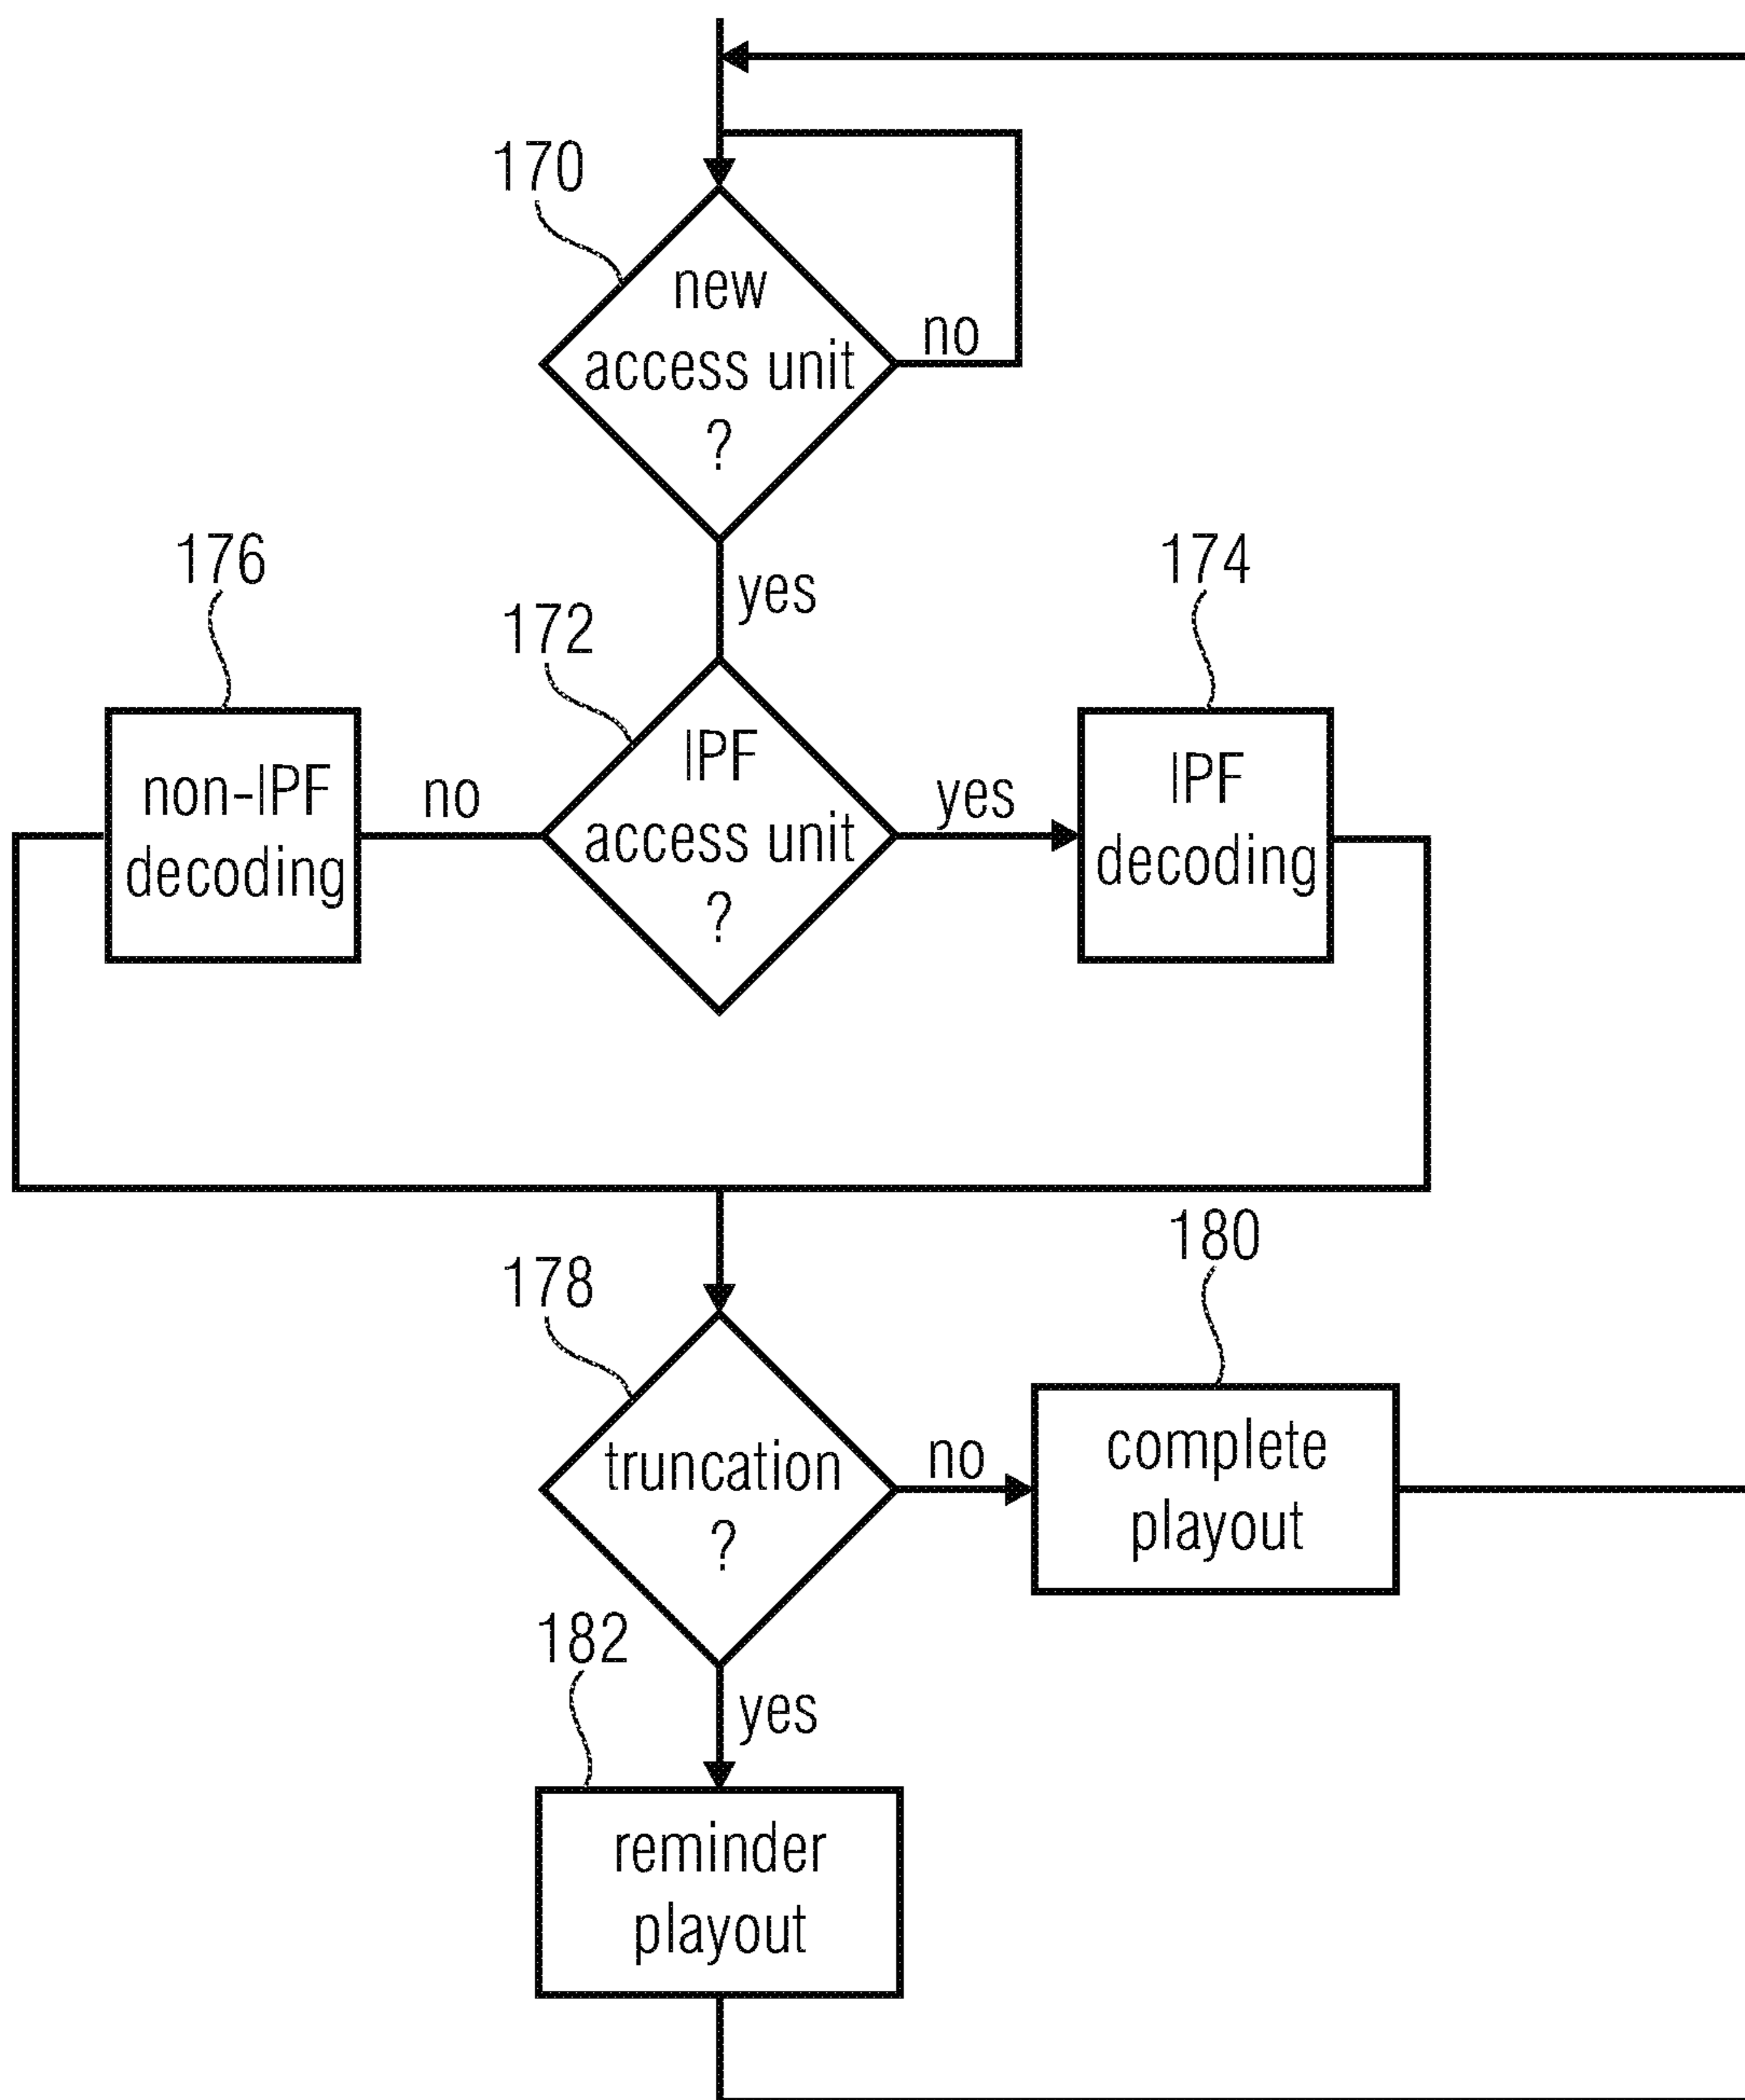 170
new
access unit
?
no
yes
176
172
174
non-IPF
decoding
no
IPF
access unit
?
yes
IPF
decoding
178
180
truncation
?
no
complete
playout
182
yes
reminder
playout